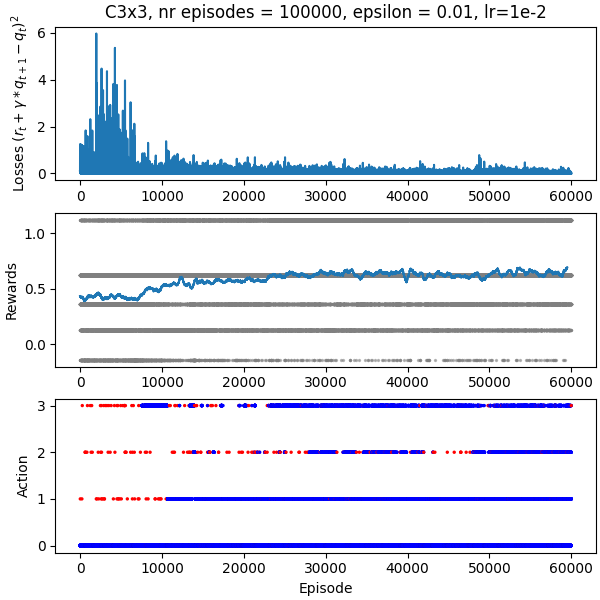 C3x3, nr episodes = 100000, epsilon = 0.01, lr=1e-2
Losses $(r_t + \gamma * q_{t+1} - q_t)^2$
6
4
2
0
0 10000 20000 30000 40000 50000 60000
Rewards
1.0
0.5
0.0
0 10000 20000 30000 40000 50000 60000
Action
3
2
1
0
0 10000 20000 30000 40000 50000 60000
Episode